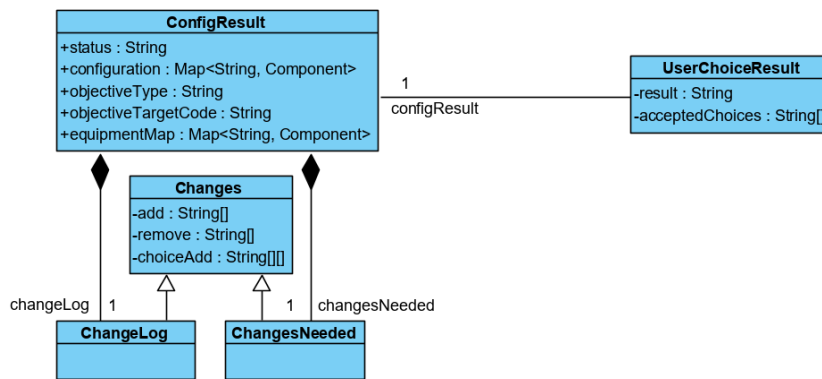 ConfigResult
+status : String
+configuration : Map<String, Component>
+objectiveType : String
+objectiveTargetCode : String
+equipmentMap : Map<String, Component>
1
configResult
UserChoiceResult
-result : String
-acceptedChoices : String[]
Changes
-add : String[]
-remove : String[]
-choiceAdd : String[][]
changeLog
1
1
changesNeeded
ChangeLog
ChangesNeeded